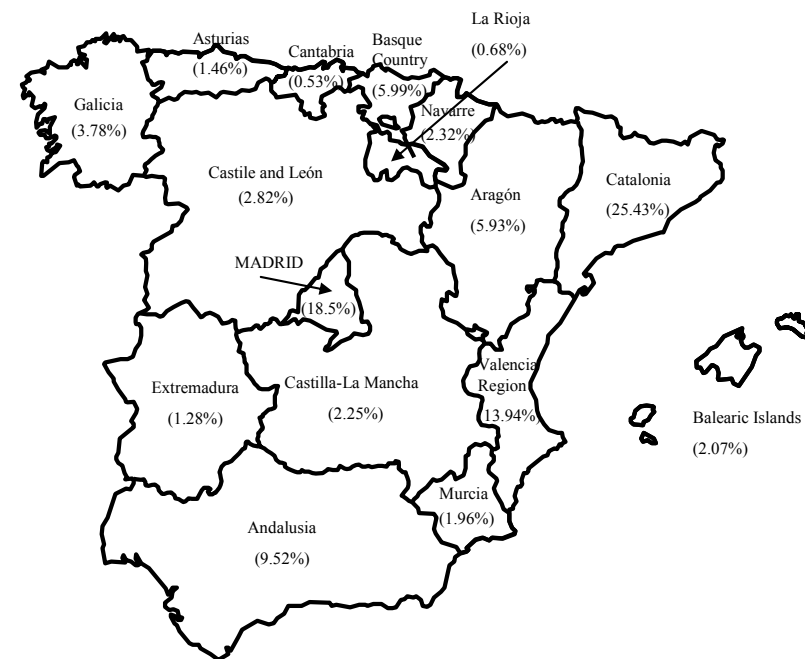 La Rioja
(0.68%)
Asturias
(1.46%)
Cantabria
(0.53%)
Basque
Country
(5.99%)
Galicia
(3.78%)
Navarre
(2.32%)
Castile and León
(2.82%)
Aragón
(5.93%)
Catalonia
(25.43%)
MADRID
(18.5%)
Extremadura
(1.28%)
Castilla-La Mancha
(2.25%)
Valencia
Region
13.94%)
Balearic Islands
(2.07%)
Murcia
(1.96%)
Andalusia
(9.52%)